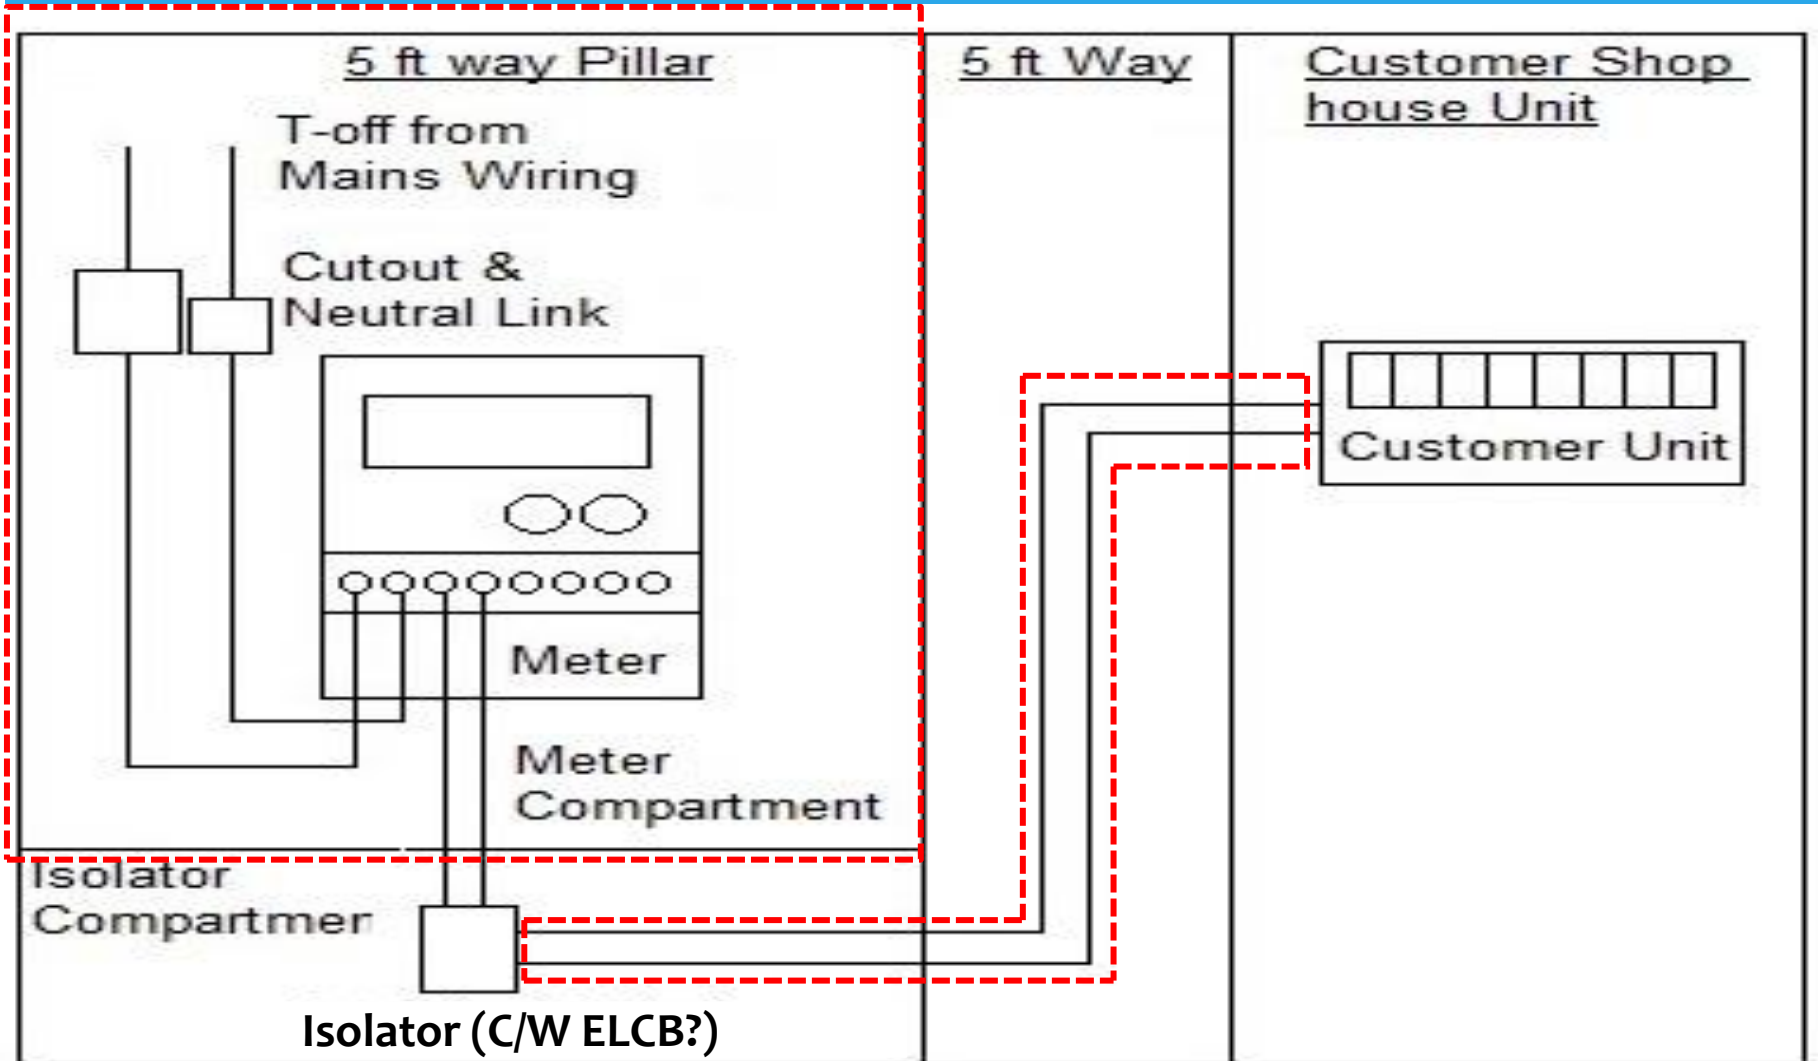 5 ft way Pillar
5 ft Way
Customer Shop
house Unit
T-off from
Mains Wiring
Cutout &
Neutral Link
Customer Unit
Meter
Meter
Compartment
Isolator
Compartmen
Isolator (C/W ELCB?)